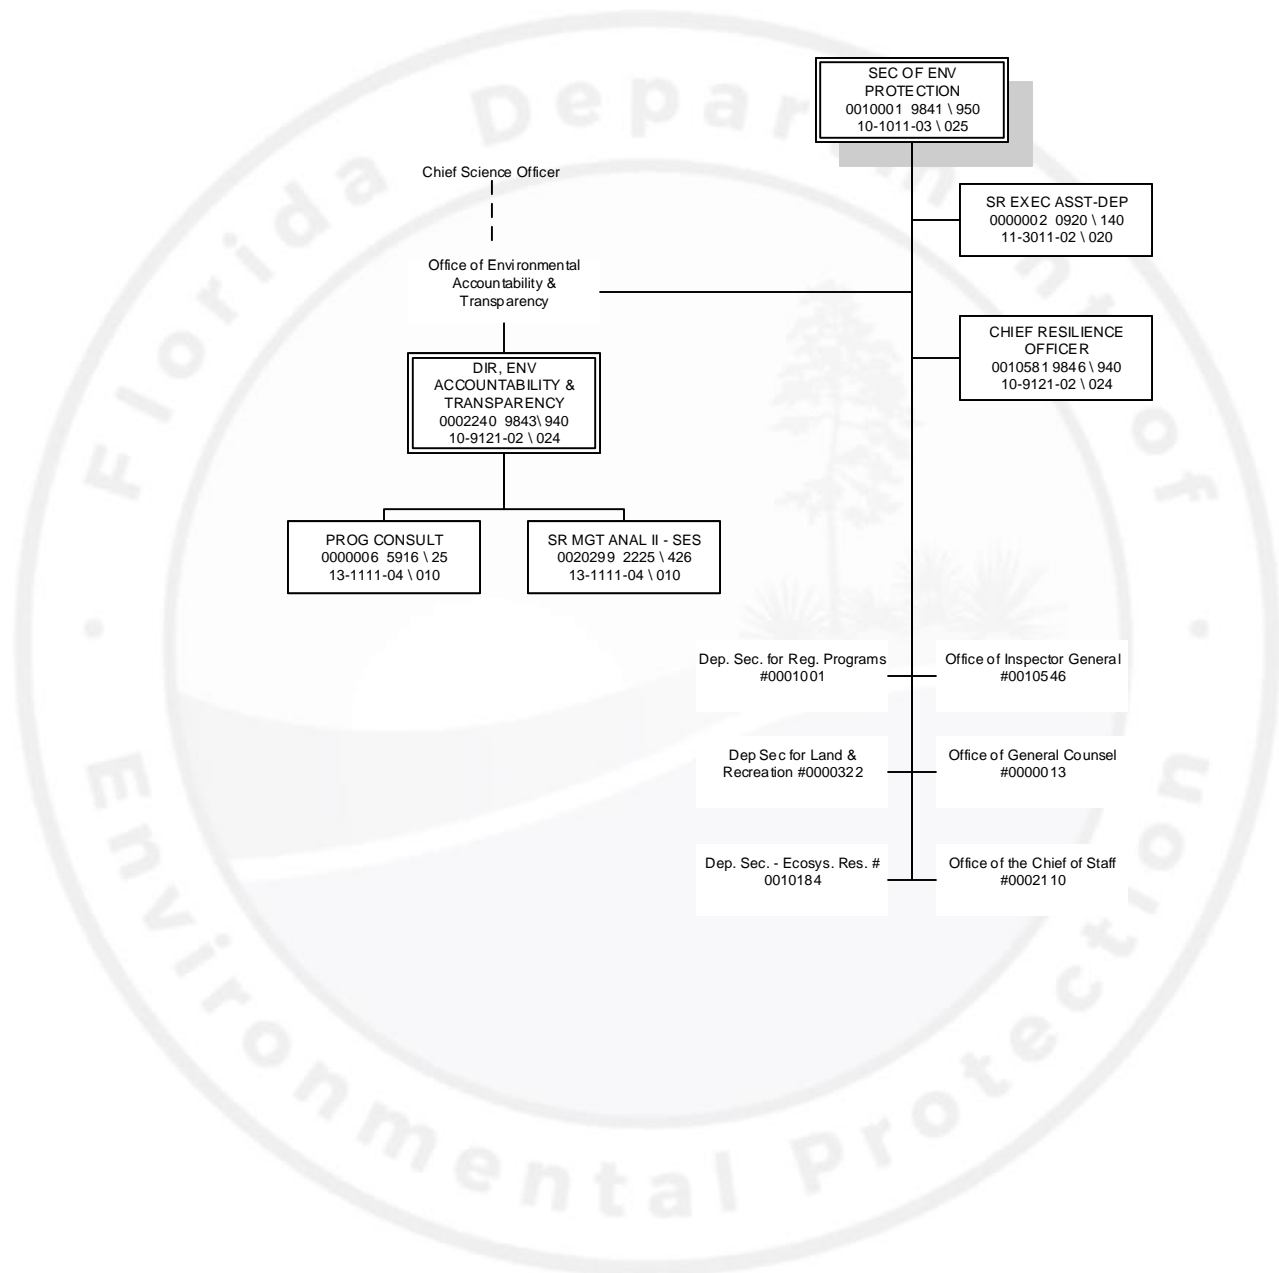 Florida Department of
Environmental Protection
SEC OF ENV
PROTECTION
0010001 9841 \ 950
10-1011-03 \ 025
Chief Science Officer
SR EXEC ASST-DEP
0000002 0920 \ 140
11-3011-02 \ 020
Office of Environmental
Accountability &
Transparency
CHIEF RESILIENCE
OFFICER
0010581 9846 \ 940
10-9121-02 \ 024
DIR, ENV
ACCOUNTABILITY &
TRANSPARENCY
0002240 9843\ 940
10-9121-02 \ 024
PROG CONSULT
0000006 5916 \ 25
13-1111-04 \ 010
SR MGT ANAL II - SES
0020299 2225 \ 426
13-1111-04 \ 010
Dep. Sec. for Reg. Programs
#0001001
Office of Inspector General
#0010546
Dep Sec for Land &
Recreation #0000322
Office of General Counsel
#0000013
Dep. Sec. - Ecosys. Res. #
0010184
Office of the Chief of Staff
#0002110